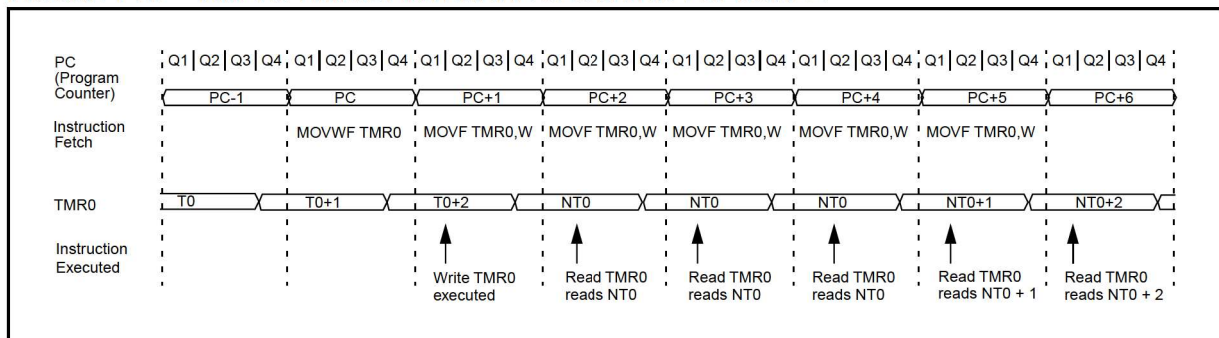 PC
(Program
Counter)
Q1 Q2 Q3 Q4 Q1 Q2 Q3 Q4 Q1 Q2 Q3 Q4 Q1 Q2 Q3 Q4 Q1 Q2 Q3 Q4 Q1 Q2 Q3 Q4 Q1 Q2 Q3 Q4 Q1 Q2 Q3 Q4
PC-1 PC PC+1 PC+2 PC+3 PC+4 PC+5 PC+6
Instruction
Fetch
MOVWF TMR0 MOVF TMR0,W MOVF TMR0,W MOVF TMR0,W MOVF TMR0,W MOVF TMR0,W
TMR0
T0 T0+1 T0+2 NT0 NT0 NT0 NT0+1 NT0+2
Instruction
Executed
Write TMR0
executed
Read TMR0
reads NT0
Read TMR0
reads NT0
Read TMR0
reads NT0
Read TMR0
reads NT0 + 1
Read TMR0
reads NT0 + 2